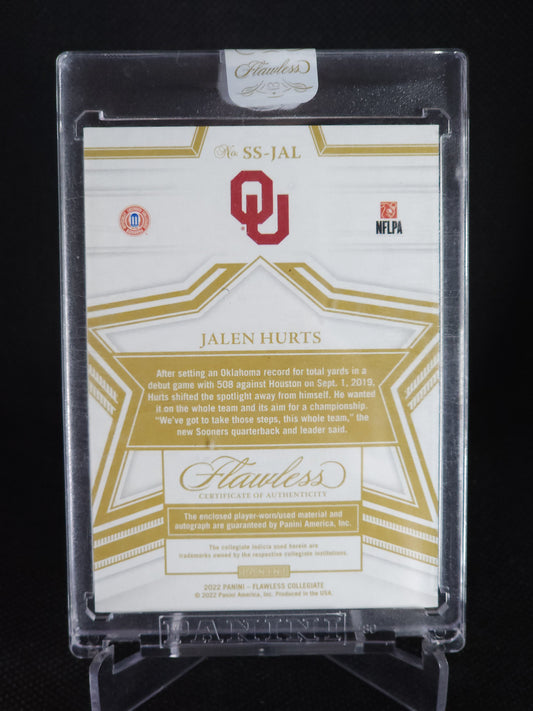 Flawless
No. SS-JAL
OU
NFLPA
JALEN HURTS
After setting an Oklahoma record for total yards in a
debut game with 508 against Houston on Sept. 1, 2019,
Hurts shifted the spotlight away from himself. He wanted
it on the whole team and its aim for a championship.
“We’ve got to take those steps, this whole team,” the
new Sooners quarterback and leader said.
Flawless
CERTIFICATE OF AUTHENTICITY
The enclosed player-worn/used material and
autograph are guaranteed by Panini America, Inc.
The collegiate indicia used herein are
trademarks owned by the respective collegiate institutions.
PANINI
2022 PANINI – FLAWLESS COLLEGIATE
© 2022 Panini America, Inc. Produced in the USA.
PANINI